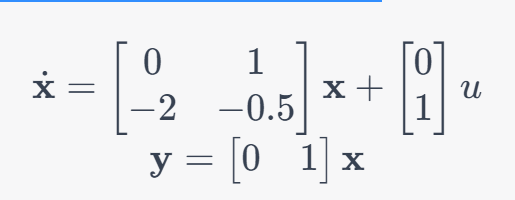 ẋ = [0 1; −2 −0.5] x + [0; 1] u
y = [0 1] x